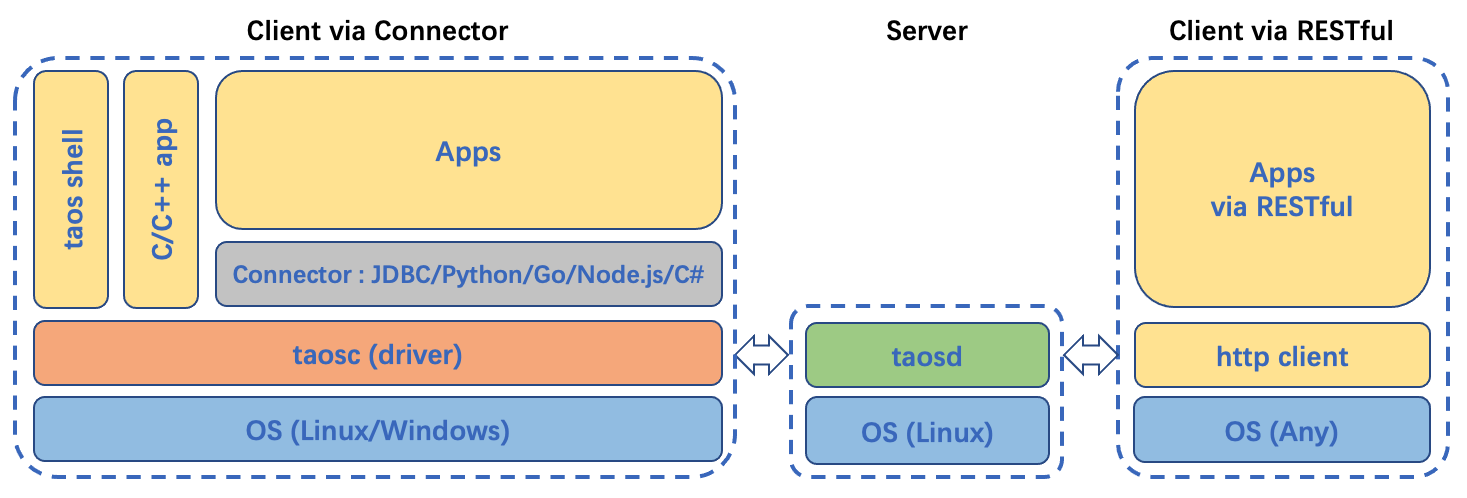 Client via Connector
Server
Client via RESTful
taos shell
C/C++ app
Apps
Connector : JDBC/Python/Go/Node.js/C#
taosc (driver)
OS (Linux/Windows)
taosd
OS (Linux)
Apps
via RESTful
http client
OS (Any)